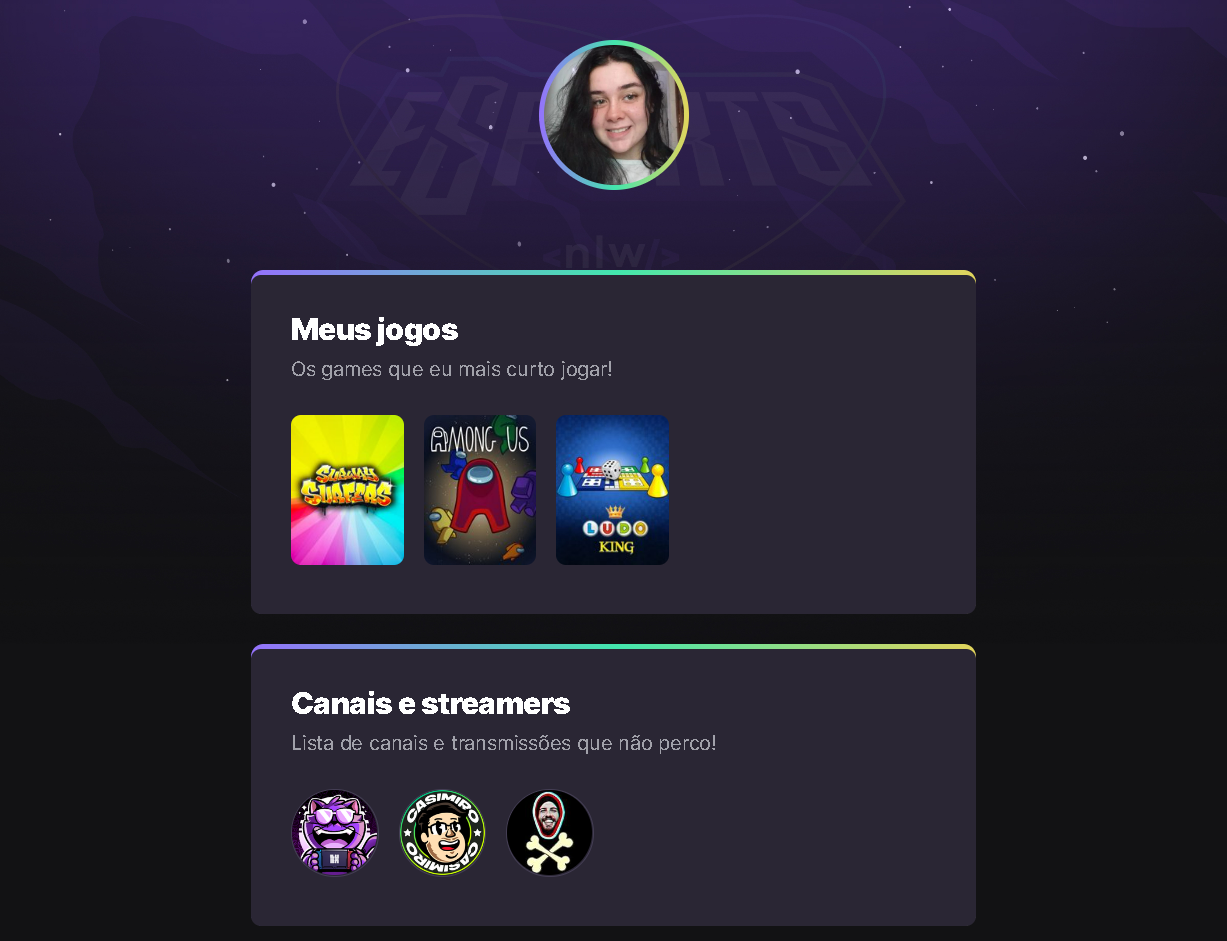 ESPORTS
<nlw/>
Meus jogos
Os games que eu mais curto jogar!
SUBWAY
SURFERS
AMONG US
LUDO
KING
Canais e streamers
Lista de canais e transmissões que não perco!
CASIMIRO
CASIMIRO